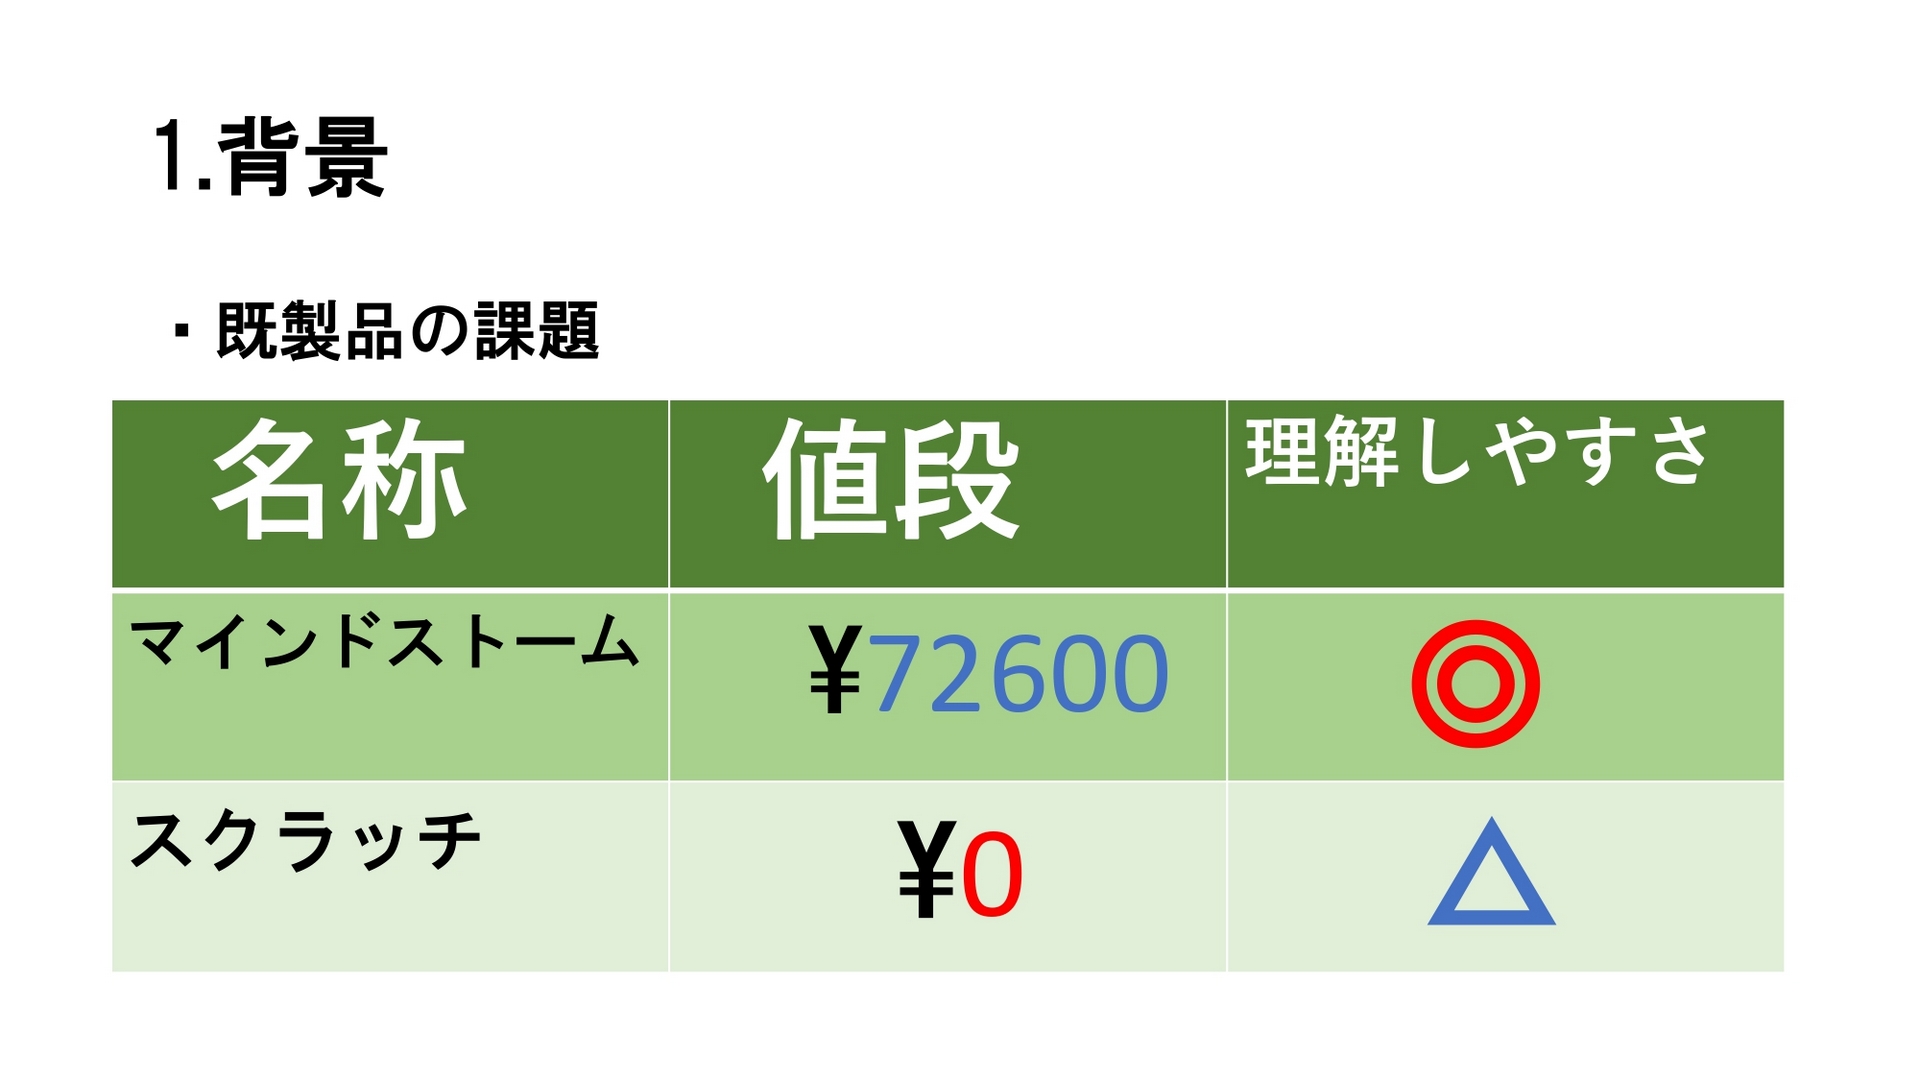 1.背景
・既製品の課題
名称 値段 理解しやすさ
マインドストーム ¥72600 ◎
スクラッチ ¥0 △